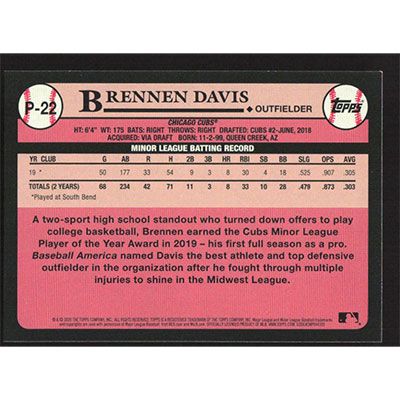 P-22
BRENNEN DAVIS
OUTFIELDER
Topps
CHICAGO CUBS®
HT: 6'4" WT: 175 BATS: RIGHT THROWS: RIGHT DRAFTED: CUBS #2-JUNE, 2018
ACQUIRED: VIA DRAFT BORN: 11-2-99, QUEEN CREEK, AZ
MINOR LEAGUE BATTING RECORD
YR CLUB G AB R H 2B 3B HR RBI SB BB SLG OPS AVG
19 * 50 177 33 54 9 3 8 30 4 18 .525 .907 .305
TOTALS (2 YEARS) 68 234 42 71 11 3 8 33 10 28 .479 .873 .303
*Played at South Bend
A two-sport high school standout who turned down offers to play
college basketball, Brennen earned the Cubs Minor League
Player of the Year Award in 2019 – his first full season as a pro.
Baseball America named Davis the best athlete and top defensive
outfielder in the organization after he fought through multiple
injuries to shine in the Midwest League.